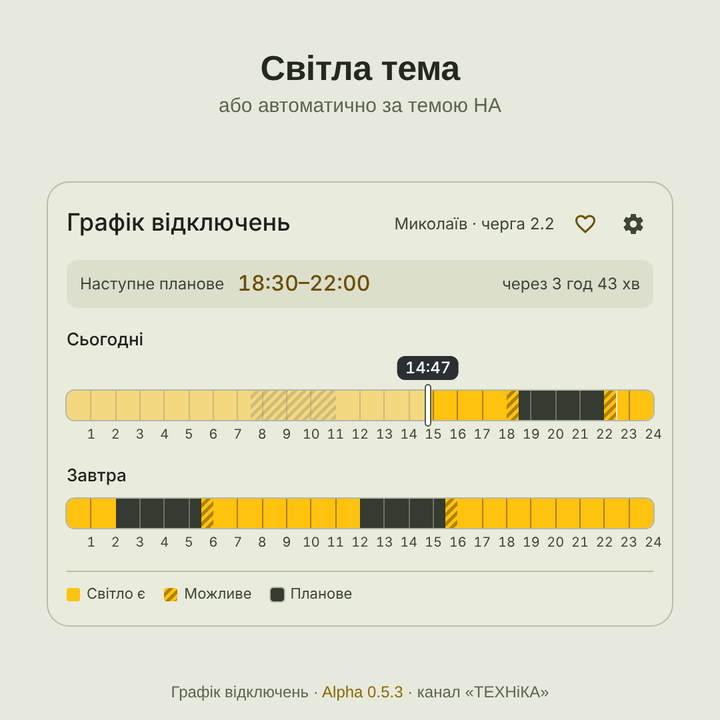 Світла тема
або автоматично за темою HA
Графік відключень
Миколаїв · черга 2.2
Наступне планове 18:30–22:00 через 3 год 43 хв
Сьогодні
14:47
1 2 3 4 5 6 7 8 9 10 11 12 13 14 15 16 17 18 19 20 21 22 23 24
Завтра
1 2 3 4 5 6 7 8 9 10 11 12 13 14 15 16 17 18 19 20 21 22 23 24
Світло є Можливе Планове
Графік відключень · Alpha 0.5.3 · канал «ТЕХНіКА»